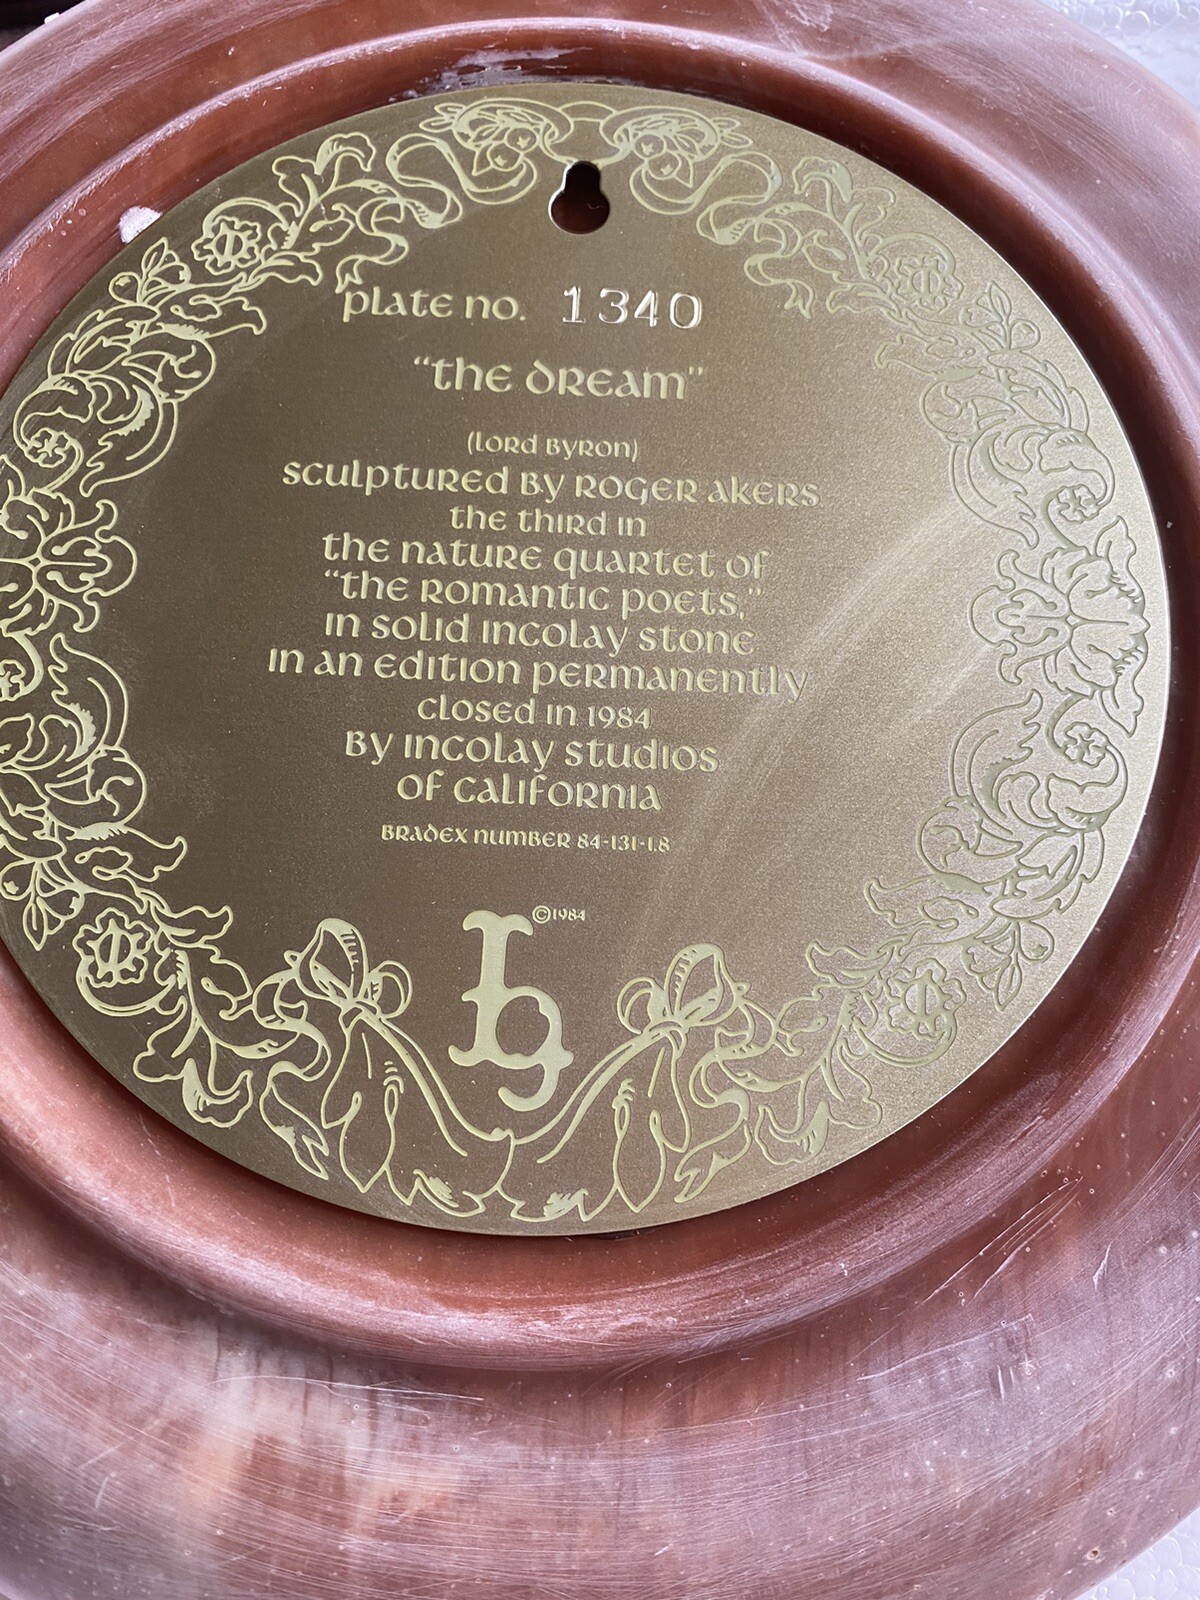 plate no. 1340
"the dream"
(lord byron)
sculptured by roger akers
the third in
the nature quartet of
"the romantic poets,"
in solid incolay stone
in an edition permanently
closed in 1984
by incolay studios
of california
bradex number 84-131-1.8
©1984